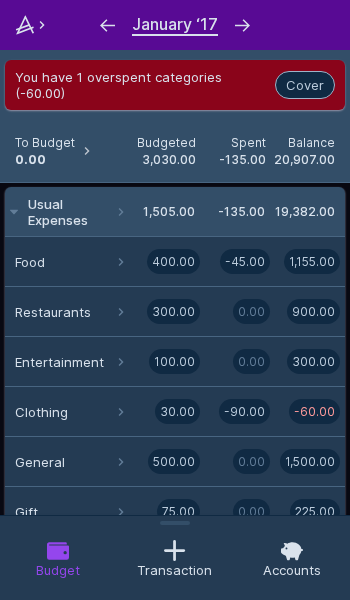 January ‘17
You have 1 overspent categories
(-60.00)
Cover
To Budget Budgeted Spent Balance
0.00 3,030.00 -135.00 20,907.00
Usual
Expenses 1,505.00 -135.00 19,382.00
Food 400.00 -45.00 1,155.00
Restaurants 300.00 0.00 900.00
Entertainment 100.00 0.00 300.00
Clothing 30.00 -90.00 -60.00
General 500.00 0.00 1,500.00
Gift 75.00 0.00 225.00
Budget Transaction Accounts